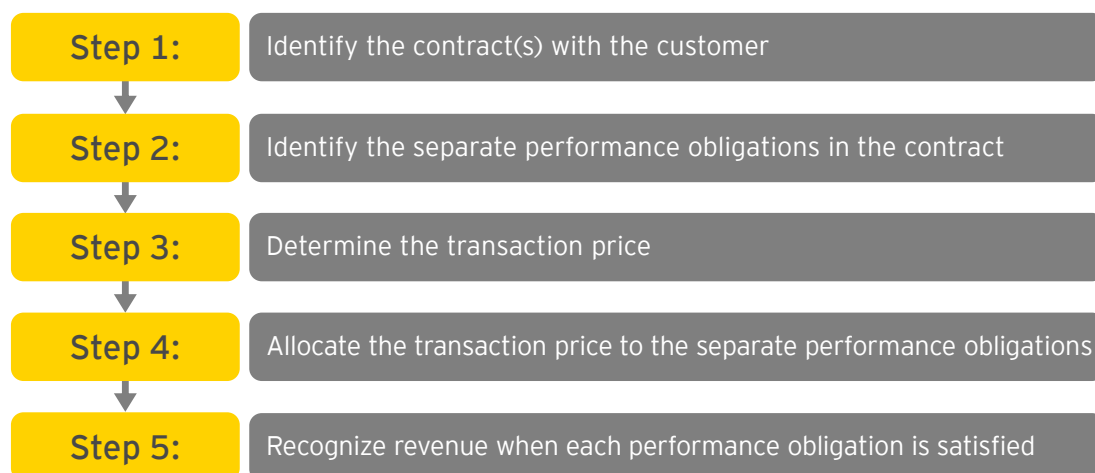 Step 1:
Identify the contract(s) with the customer
Step 2:
Identify the separate performance obligations in the contract
Step 3:
Determine the transaction price
Step 4:
Allocate the transaction price to the separate performance obligations
Step 5:
Recognize revenue when each performance obligation is satisfied